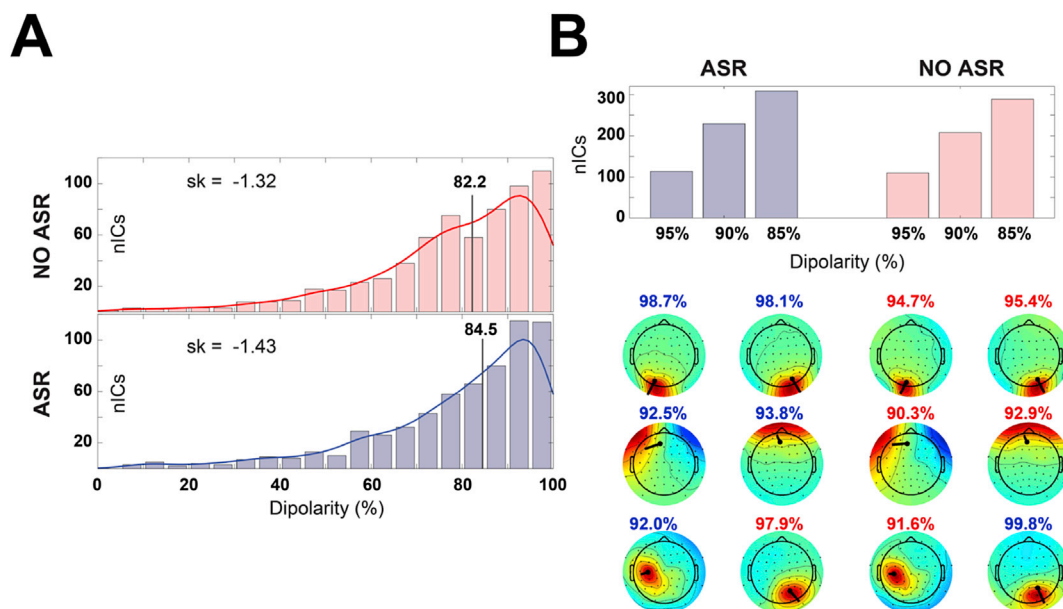 A
NO ASR
nICs
100
60
20
sk = -1.32
82.2
ASR
nICs
100
60
20
sk = -1.43
84.5
0 20 40 60 80 100
Dipolarity (%)
B
ASR NO ASR
nICs
300
200
100
0
95% 90% 85% 95% 90% 85%
Dipolarity (%)
98.7% 98.1% 94.7% 95.4%
92.5% 93.8% 90.3% 92.9%
92.0% 97.9% 91.6% 99.8%